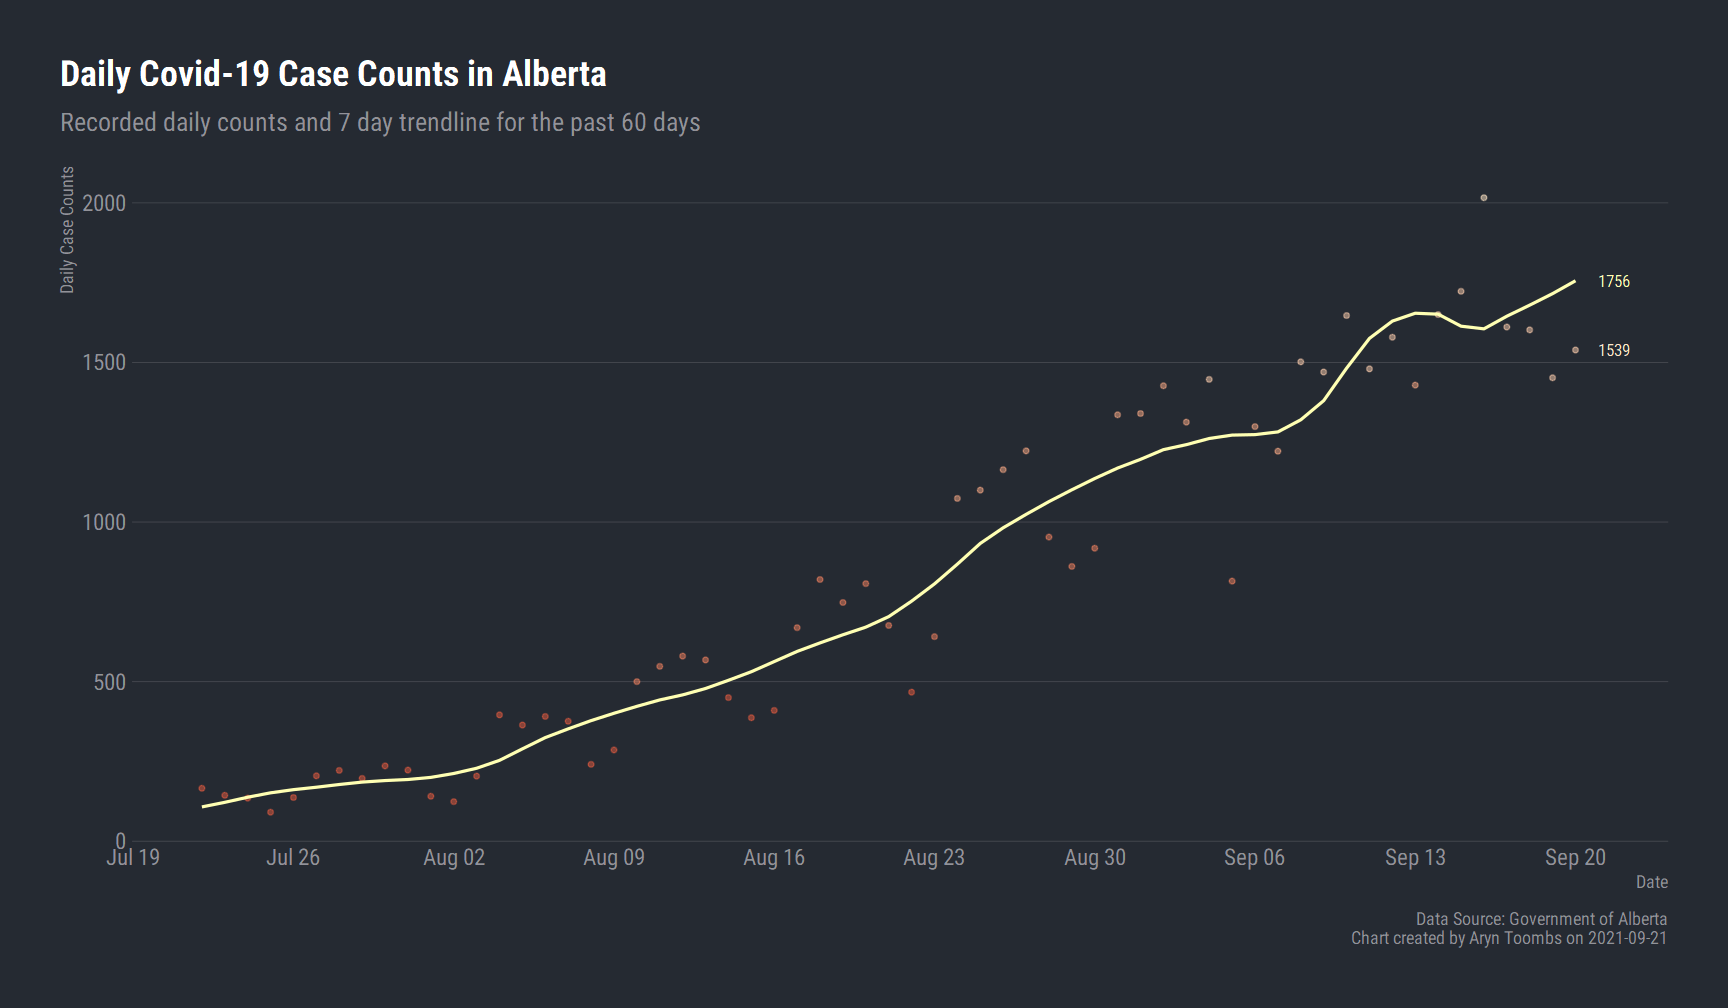 Daily Covid-19 Case Counts in Alberta
Recorded daily counts and 7 day trendline for the past 60 days
Daily Case Counts
2000
1500
1000
500
0
1756
1539
Jul 19
Jul 26
Aug 02
Aug 09
Aug 16
Aug 23
Aug 30
Sep 06
Sep 13
Sep 20
Date
Data Source: Government of Alberta
Chart created by Aryn Toombs on 2021-09-21